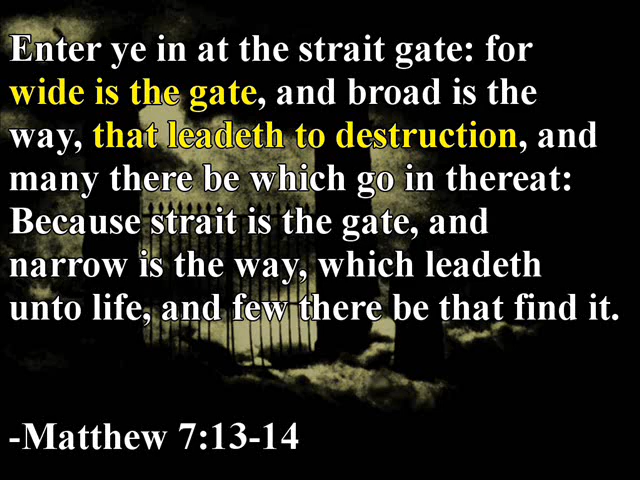 Enter ye in at the strait gate: for
wide is the gate, and broad is the
way, that leadeth to destruction, and
many there be which go in thereat:
Because strait is the gate, and
narrow is the way, which leadeth
unto life, and few there be that find it.
-Matthew 7:13-14